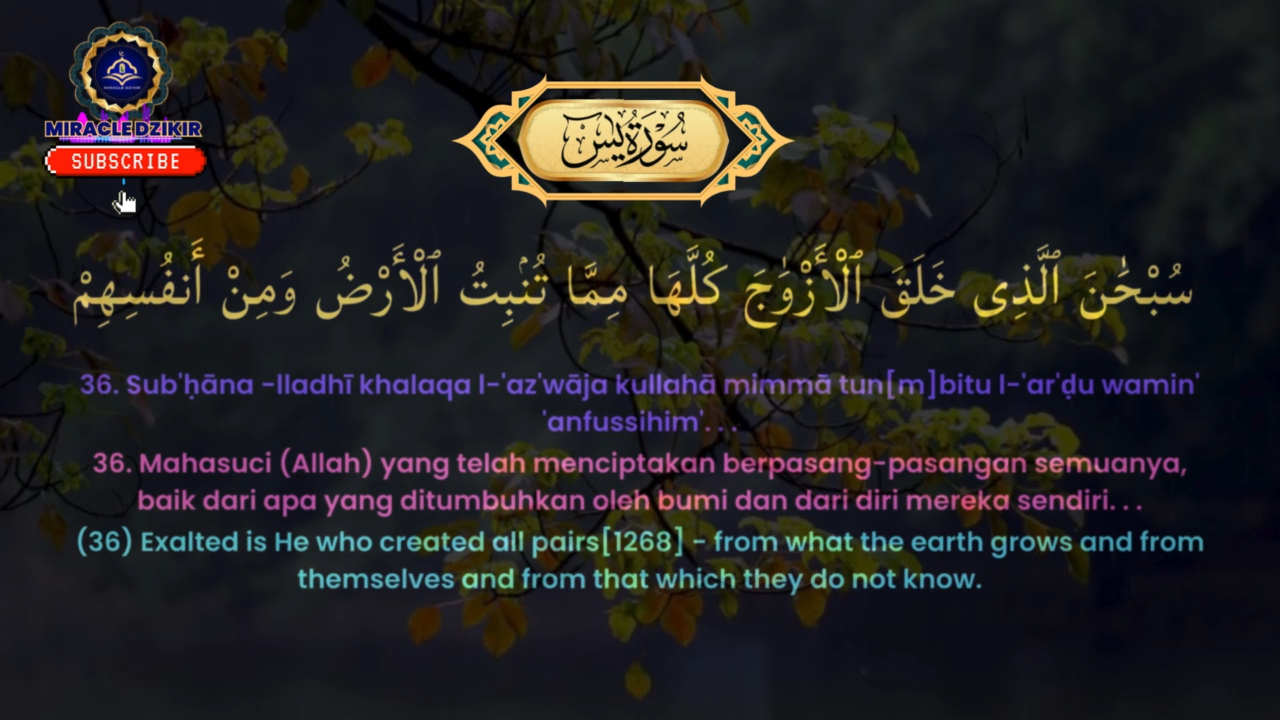 MIRACLE DZIKIR
SUBSCRIBE
سورة يس
سُبْحَٰنَ ٱلَّذِى خَلَقَ ٱلْأَزْوَٰجَ كُلَّهَا مِمَّا تُنۢبِتُ ٱلْأَرْضُ وَمِنْ أَنفُسِهِمْ
36. Sub'ḥāna -lladhī khalaqa l-'az'wāja kullahā mimmā tun[m]bitu l-'ar'ḍu wamin'
'anfussihim'. . .
36. Mahasuci (Allah) yang telah menciptakan berpasang-pasangan semuanya,
baik dari apa yang ditumbuhkan oleh bumi dan dari diri mereka sendiri. . .
(36) Exalted is He who created all pairs[1268] - from what the earth grows and from
themselves and from that which they do not know.